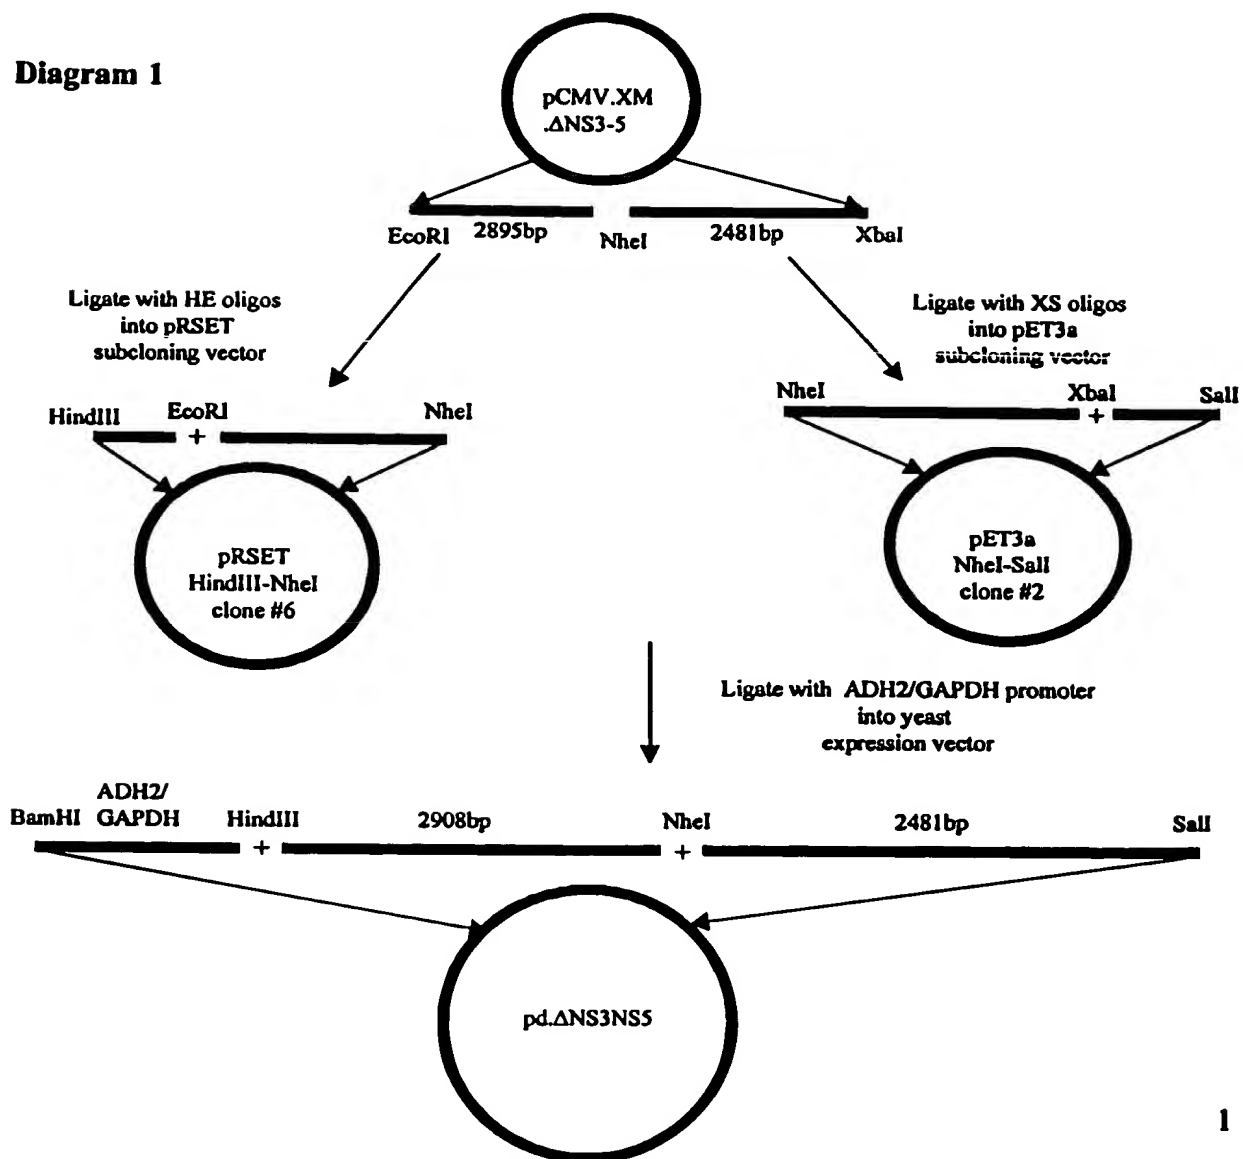 Diagram 1
pCMV.XM
.ΔNS3-5
EcoRI
2895bp
NheI
2481bp
XbaI
Ligate with HE oligos
into pRSET
subcloning vector
Ligate with XS oligos
into pET3a
subcloning vector
HindIII
EcoRI
+
NheI
NheI
XbaI
+
SalI
pRSET
HindIII-NheI
clone #6
pET3a
NheI-SalI
clone #2
Ligate with ADH2/GAPDH promoter
into yeast
expression vector
BamHI
ADH2/
GAPDH
HindIII
+
2908bp
NheI
+
2481bp
SalI
pd.ΔNS3NS5
1